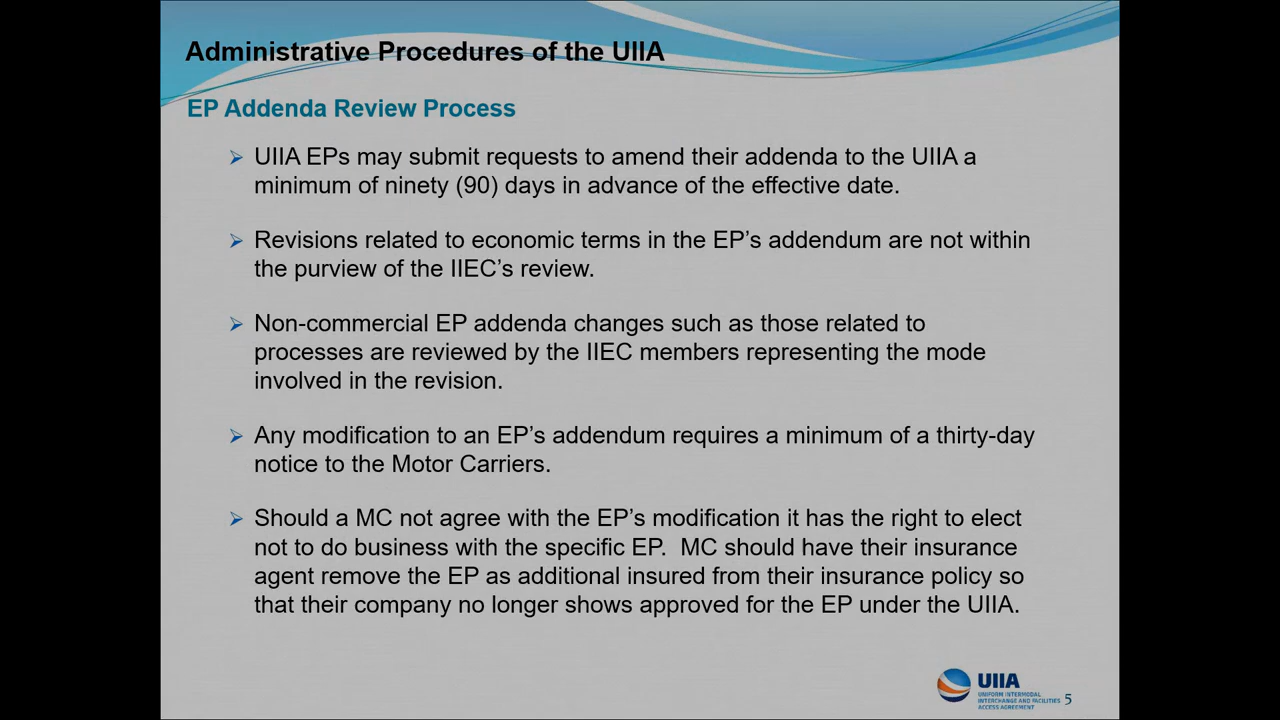 Administrative Procedures of the UIIA
EP Addenda Review Process
UIIA EPs may submit requests to amend their addenda to the UIIA a
minimum of ninety (90) days in advance of the effective date.
Revisions related to economic terms in the EP’s addendum are not within
the purview of the IIEC’s review.
Non-commercial EP addenda changes such as those related to
processes are reviewed by the IIEC members representing the mode
involved in the revision.
Any modification to an EP’s addendum requires a minimum of a thirty-day
notice to the Motor Carriers.
Should a MC not agree with the EP’s modification it has the right to elect
not to do business with the specific EP.  MC should have their insurance
agent remove the EP as additional insured from their insurance policy so
that their company no longer shows approved for the EP under the UIIA.
UIIA
UNIFORM INTERMODAL
INTERCHANGE AND FACILITIES
ACCESS AGREEMENT
5